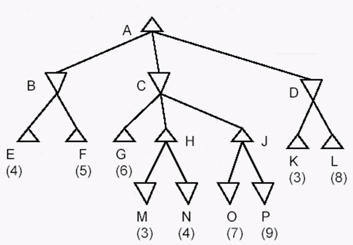 A
B C D
E F G H J K L
(4) (5) (6) (3) (8)
M N O P
(3) (4) (7) (9)